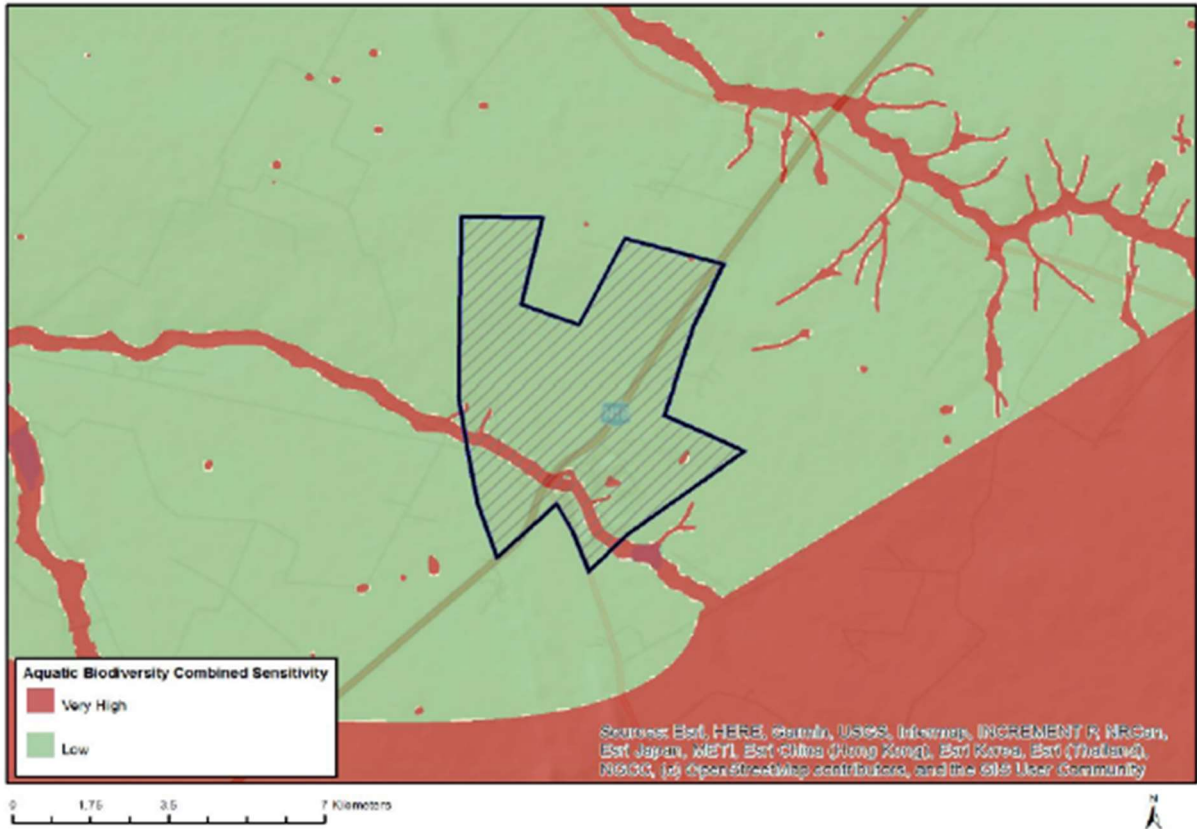 Aquatic Biodiversity Combined Sensitivity
Very High
Low
Sources: Esri, HERE, Garmin, USGS, Intermap, INCREMENT P, NRCan,
Esri Japan, METI, Esri China (Hong Kong), Esri Korea, Esri (Thailand),
NGCC, (c) OpenStreetMap contributors, and the GIS User Community
0 1,75 3,5 7 Kilometers
N